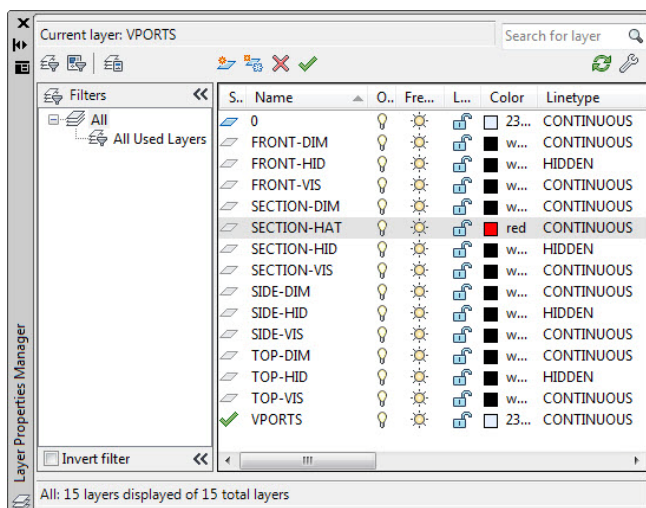 Current layer: VPORTS
Search for layer
Filters
All
All Used Layers
S.. Name O.. Fre... L... Color Linetype
0 23... CONTINUOUS
FRONT-DIM w... CONTINUOUS
FRONT-HID w... HIDDEN
FRONT-VIS w... CONTINUOUS
SECTION-DIM w... CONTINUOUS
SECTION-HAT red CONTINUOUS
SECTION-HID w... HIDDEN
SECTION-VIS w... CONTINUOUS
SIDE-DIM w... CONTINUOUS
SIDE-HID w... HIDDEN
SIDE-VIS w... CONTINUOUS
TOP-DIM w... CONTINUOUS
TOP-HID w... HIDDEN
TOP-VIS w... CONTINUOUS
VPORTS 23... CONTINUOUS
Invert filter
Layer Properties Manager
All: 15 layers displayed of 15 total layers